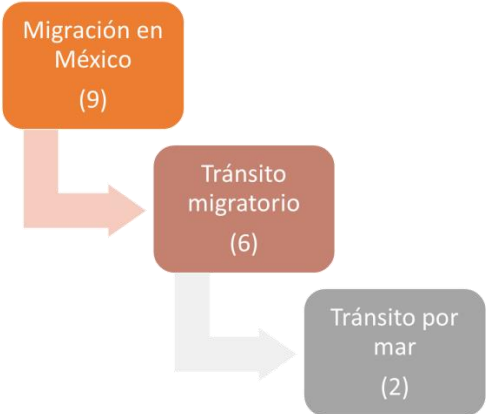 Migración en
México
(9)
Tránsito
migratorio
(6)
Tránsito por
mar
(2)